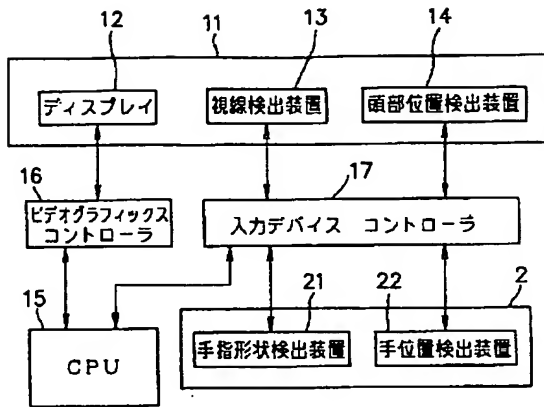 11
12
13
14
ディスプレイ
視線検出装置
頭部位置検出装置
16
17
ビデオグラフィックス
コントローラ
入力デバイス コントローラ
15
21
22
2
CPU
手指形状検出装置
手位置検出装置